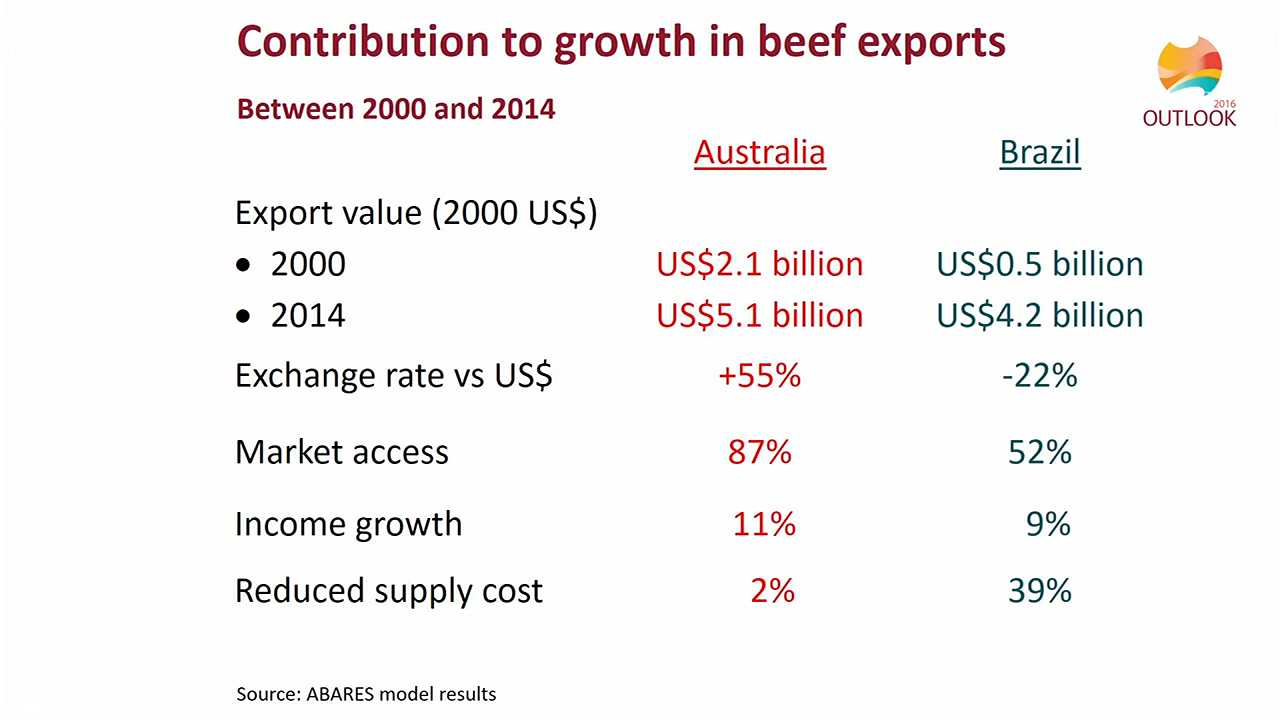 Contribution to growth in beef exports
Between 2000 and 2014
2016
OUTLOOK
Australia Brazil
Export value (2000 US$)
• 2000 US$2.1 billion US$0.5 billion
• 2014 US$5.1 billion US$4.2 billion
Exchange rate vs US$ +55% -22%
Market access 87% 52%
Income growth 11% 9%
Reduced supply cost 2% 39%
Source: ABARES model results